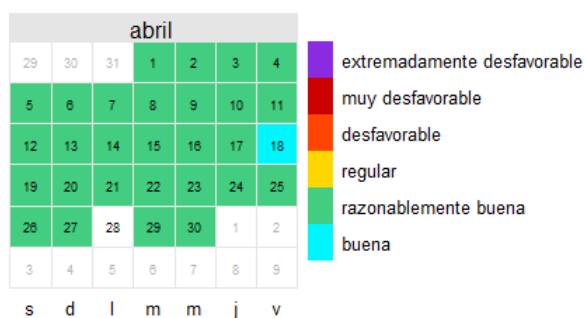 abril
29 30 31 1 2 3 4
5 6 7 8 9 10 11
12 13 14 15 16 17 18
19 20 21 22 23 24 25
26 27 28 29 30 1 2
3 4 5 6 7 8 9
s d l m m j v
extremadamente desfavorable
muy desfavorable
desfavorable
regular
razonablemente buena
buena